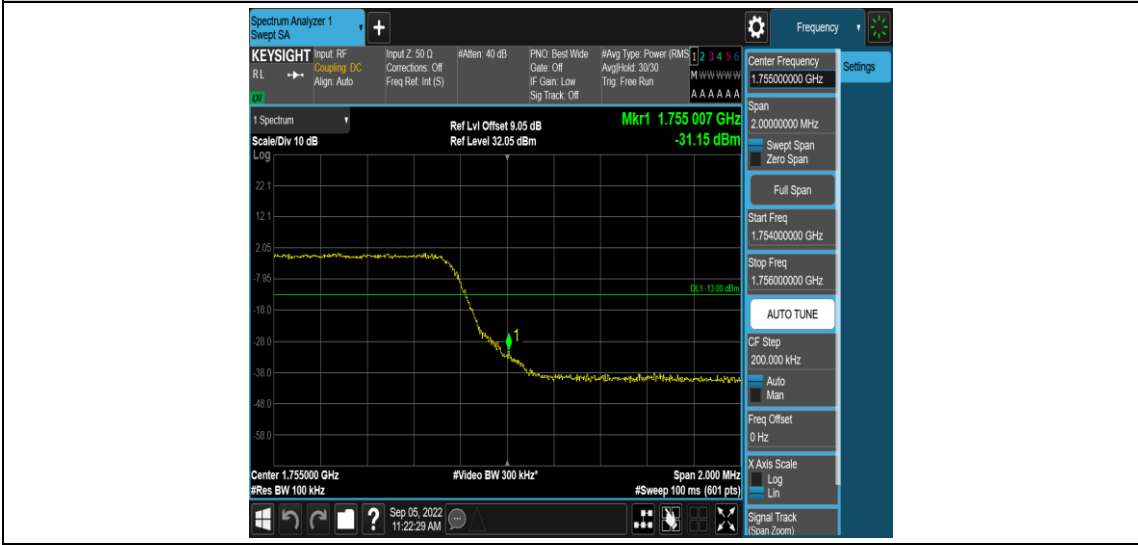 Spectrum Analyzer 1
Swept SA
+
Frequency
KEYSIGHT
RL
LM
Input: RF
Coupling: DC
Align: Auto
Input Z: 50 Ω
Corrections: Off
Freq Ref: Int (S)
#Atten: 40 dB
PNO: Best Wide
Gate: Off
IF Gain: Low
Sig Track: Off
#Avg Type: Power (RMS
Avg|Hold: 30/30
Trig: Free Run
1 2 3 4 5 6
M W W W W W
A A A A A A
1 Spectrum
Scale/Div 10 dB
Log
Ref Lvl Offset 9.05 dB
Ref Level 32.05 dBm
Mkr1 1.755 007 GHz
-31.15 dBm
22.1
12.1
2.05
-7.95
-18.0
-28.0
-38.0
-48.0
-58.0
DL1 -13.00 dBm
1
Center 1.755000 GHz
#Res BW 100 kHz
#Video BW 300 kHz*
Span 2.000 MHz
#Sweep 100 ms (601 pts)
Center Frequency
1.755000000 GHz
Span
2.00000000 MHz
Swept Span
Zero Span
Full Span
Start Freq
1.754000000 GHz
Stop Freq
1.756000000 GHz
AUTO TUNE
CF Step
200.000 kHz
Auto
Man
Freq Offset
0 Hz
X Axis Scale
Log
Lin
Signal Track
(Span Zoom)
Settings
?
Sep 05, 2022
11:22:29 AM